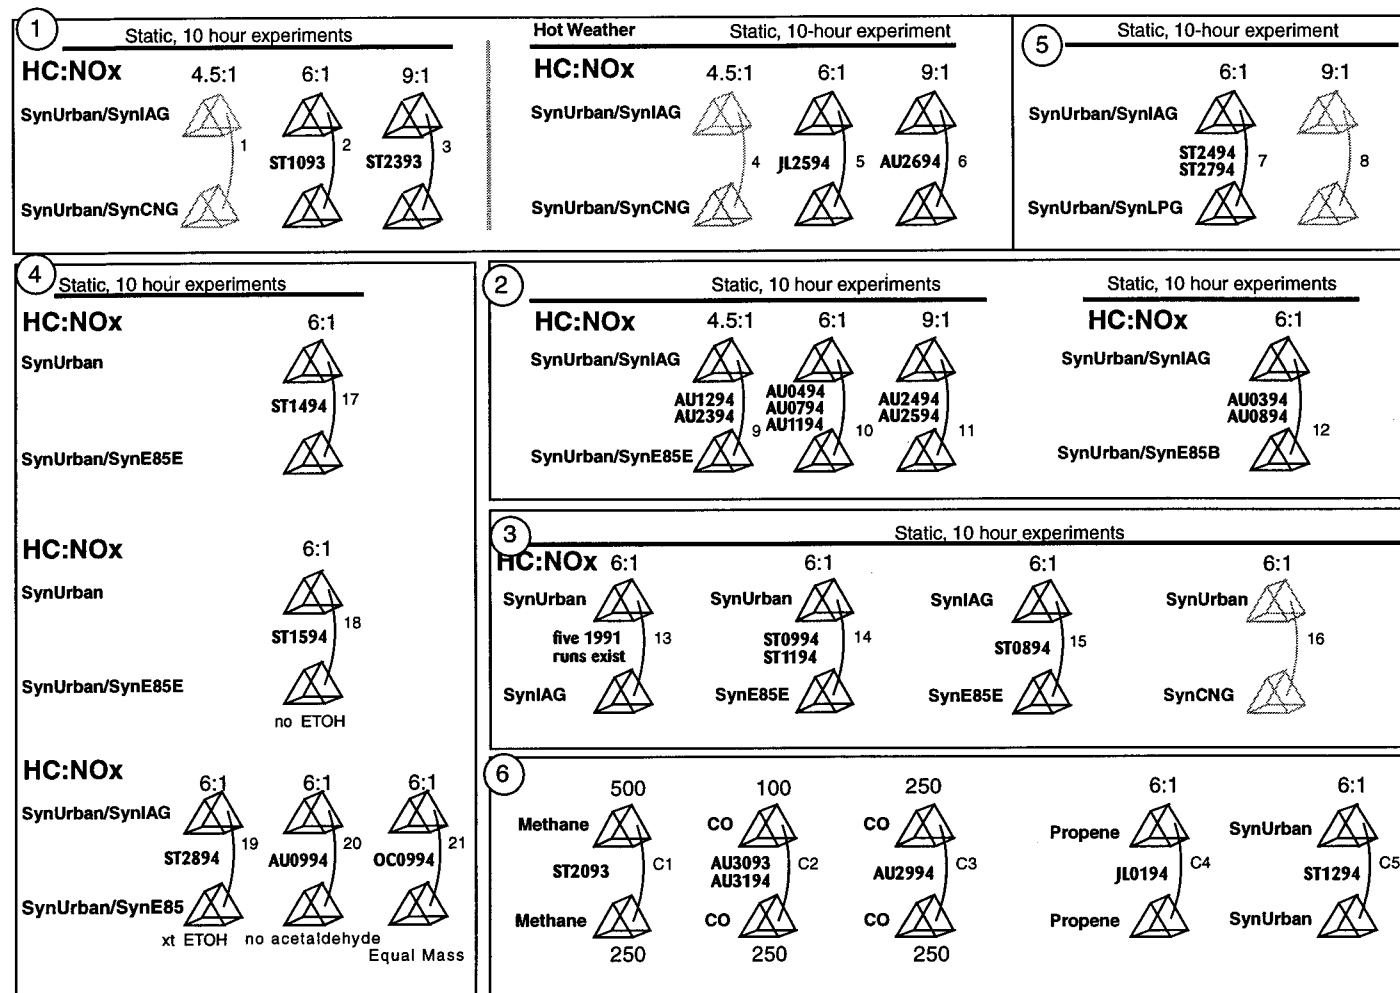 1
Static, 10 hour experiments
HC:NOx 4.5:1 6:1 9:1
SynUrban/SynIAG
1 2 3
ST1093 ST2393
SynUrban/SynCNG
Hot Weather Static, 10-hour experiment
HC:NOx 4.5:1 6:1 9:1
SynUrban/SynIAG
4 JL2594 5 AU2694 6
SynUrban/SynCNG
5
Static, 10-hour experiment
6:1 9:1
SynUrban/SynIAG
ST2494
ST2794
7 8
SynUrban/SynLPG
4
Static, 10 hour experiments
HC:NOx 6:1
SynUrban
ST1494 17
SynUrban/SynE85E
HC:NOx 6:1
SynUrban
ST1594 18
SynUrban/SynE85E
no ETOH
HC:NOx
6:1 6:1 6:1
SynUrban/SynIAG
19 20 21
ST2894 AU0994 OC0994
SynUrban/SynE85
xt ETOH no acetaldehyde
Equal Mass
2
Static, 10 hour experiments
HC:NOx 4.5:1 6:1 9:1
SynUrban/SynIAG
AU1294
AU2394
9
AU0494
AU0794
AU1194
10
AU2494
AU2594
11
SynUrban/SynE85E
Static, 10 hour experiments
HC:NOx 6:1
SynUrban/SynIAG
AU0394
AU0894
12
SynUrban/SynE85B
3
Static, 10 hour experiments
HC:NOx 6:1 6:1 6:1 6:1
SynUrban SynUrban SynIAG SynUrban
five 1991
runs exist
13
ST0994
ST1194
14
ST0894 15
16
SynIAG SynE85E SynE85E SynCNG
6
500 100 250 6:1 6:1
Methane CO CO Propene SynUrban
ST2093 C1
AU3093
AU3194
C2
AU2994 C3
JL0194 C4
ST1294 C5
Methane CO CO Propene SynUrban
250 250 250